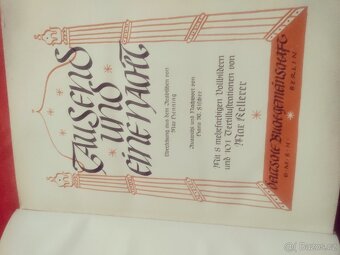 TAUSEND
UND
EINE NACHT
Übertragung aus dem Arabischen von
Max Henning
Auswahl und Nachwort von
Hans W. Fischer
Mit 8 mehrfarbigen Vollbildern
und 101 Textillustrationen von
Max Kellerer
DEUTSCHE BUCH-GEMEINSCHAFT
G. M. B. H.
BERLIN